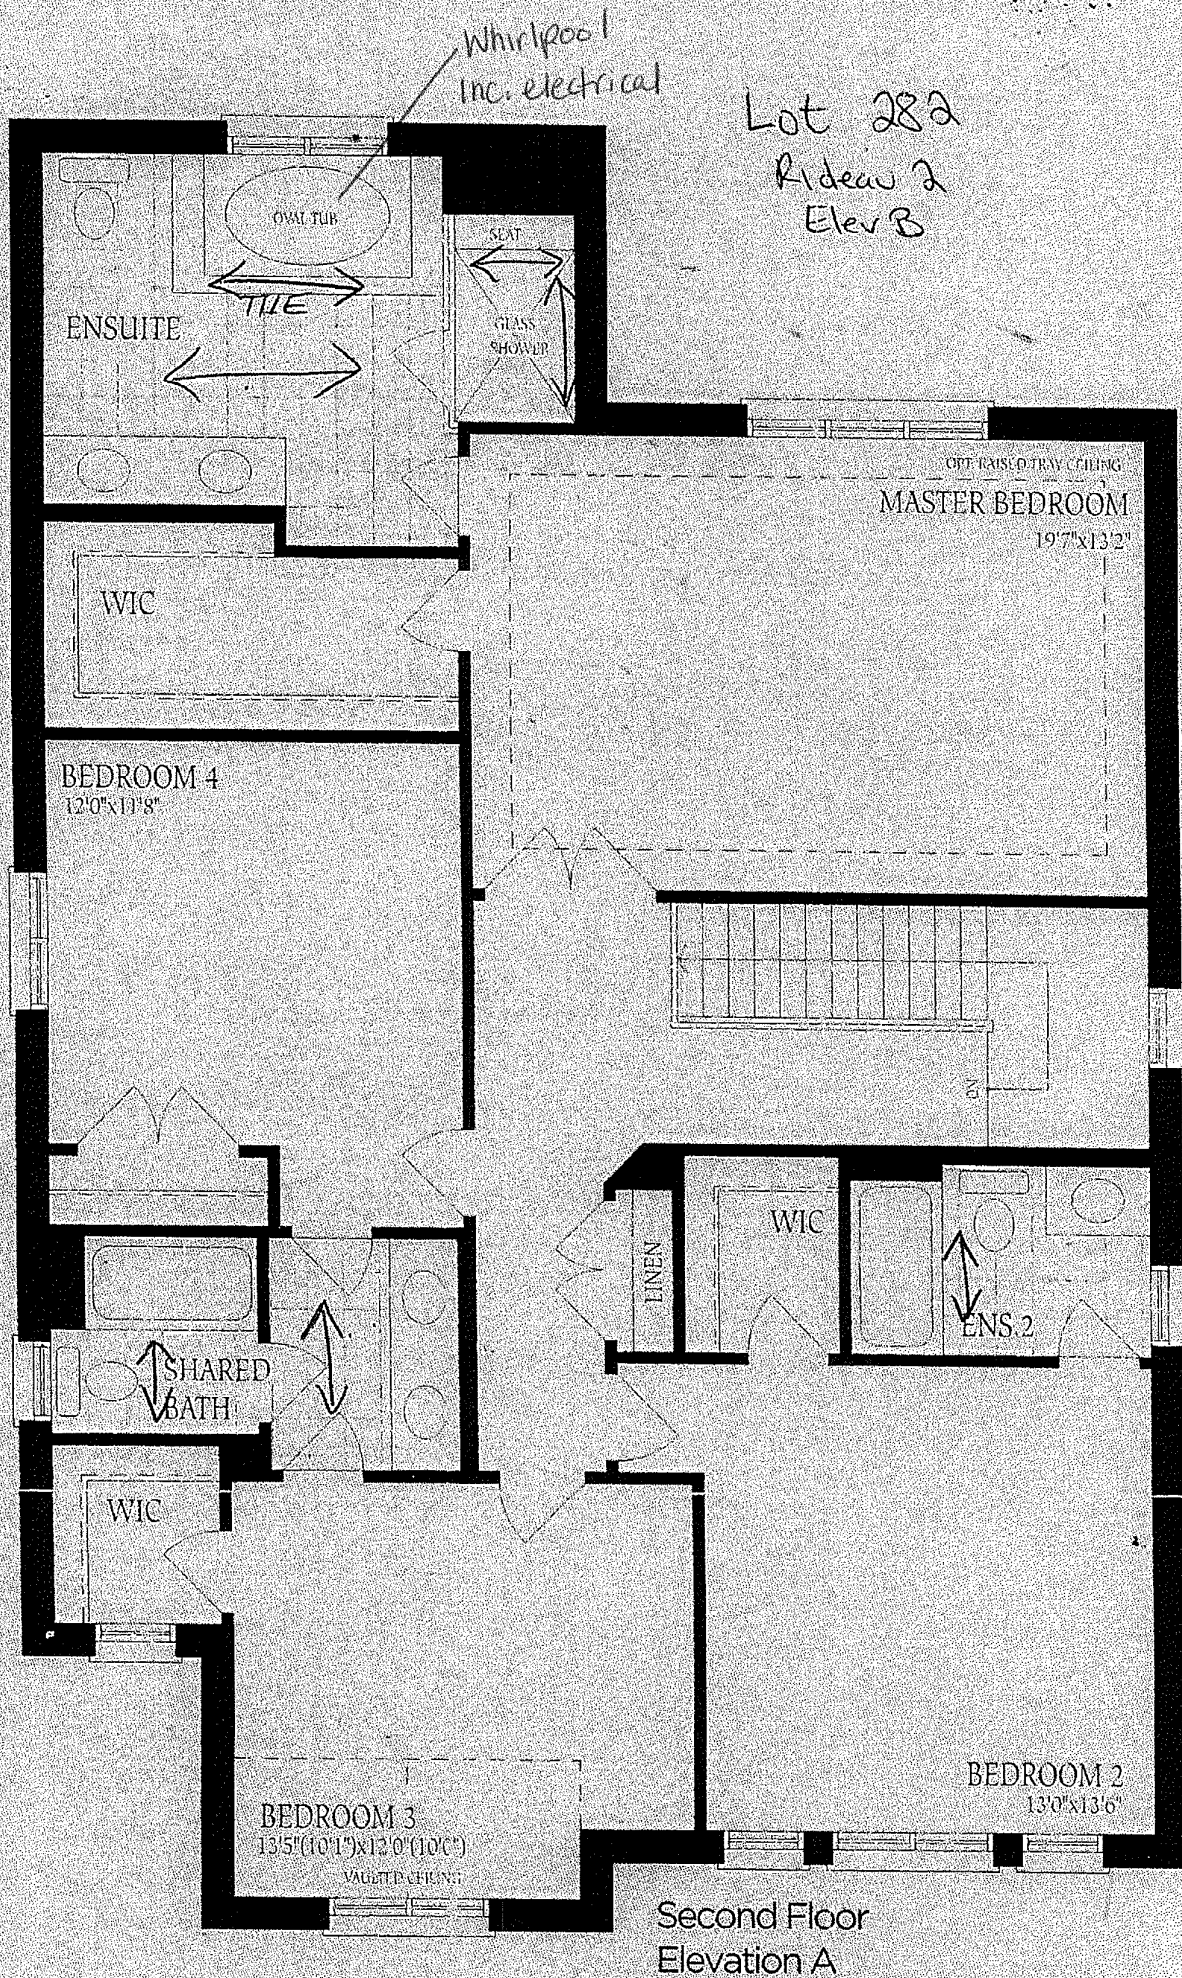 Whirlpool
Inc. electrical
Lot 282
Rideau 2
Elev B
OVAL TUB
SEAT
TILE
ENSUITE
GLASS
SHOWER
OPT. RAISED TRAY CEILING
MASTER BEDROOM
19'7"x13'2"
WIC
BEDROOM 4
12'0"x11'8"
DN
WIC
LINEN
ENS.2
SHARED
BATH
WIC
BEDROOM 2
13'0"x13'6"
BEDROOM 3
13'5"(10'1")x12'0"(10'0")
VAULTED CEILING
Second Floor
Elevation A